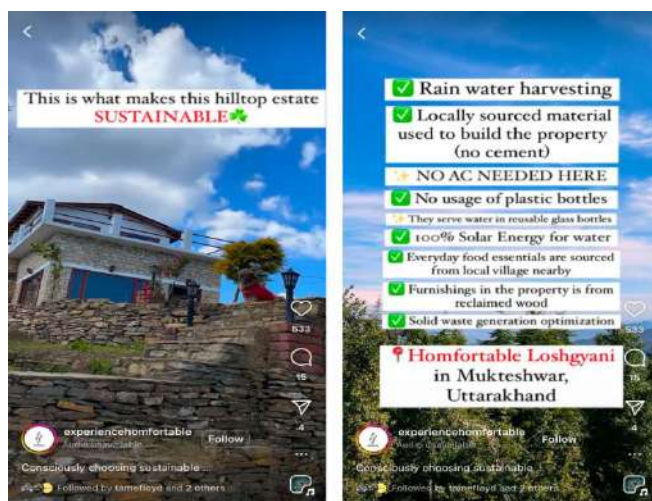 This is what makes this hilltop estate
SUSTAINABLE☘️
533
15
4
experiencehomfortable
Follow
Audio unavailable
Consciously choosing sustainable ...
Followed by tamefloyd and 2 others
✅ Rain water harvesting
✅ Locally sourced material
used to build the property
(no cement)
✨ NO AC NEEDED HERE
✅ No usage of plastic bottles
✨ They serve water in reusable glass bottles
✅ 100% Solar Energy for water
✅ Everyday food essentials are sourced
from local village nearby
✅ Furnishings in the property is from
reclaimed wood
✅ Solid waste generation optimization
📍Homfortable Loshgyani
in Mukteshwar,
Uttarakhand
533
15
4
experiencehomfortable
Follow
Audio unavailable
Consciously choosing sustainable ...
Followed by tamefloyd and 2 others